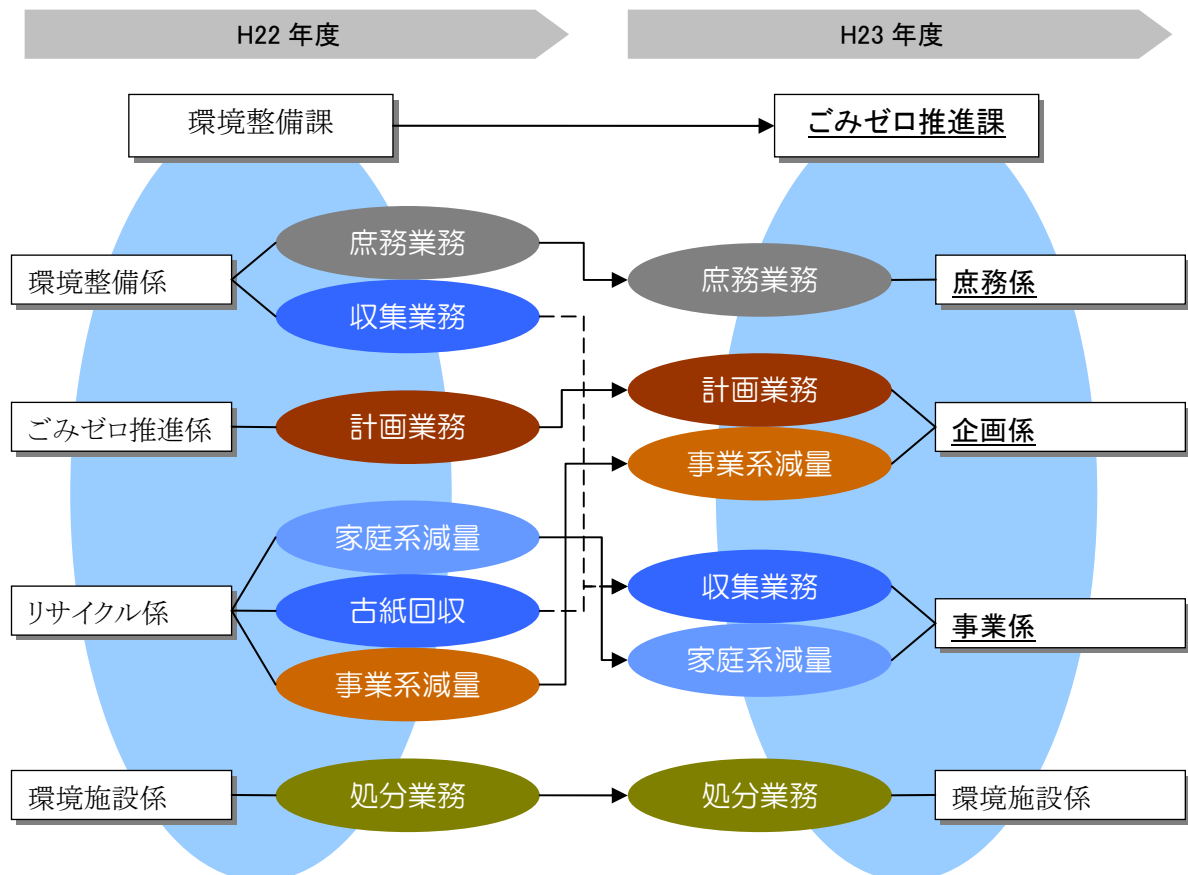 H22 年度
H23 年度
環境整備課
ごみゼロ推進課
環境整備係
庶務業務
収集業務
ごみゼロ推進係
計画業務
リサイクル係
家庭系減量
古紙回収
事業系減量
環境施設係
処分業務
庶務業務
庶務係
計画業務
事業系減量
企画係
収集業務
家庭系減量
事業係
処分業務
環境施設係